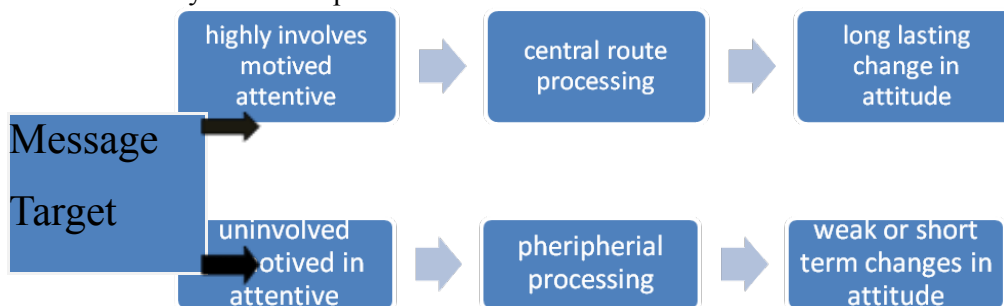 highly involves
motived
attentive
central route
processing
long lasting
change in
attitude
Message
Target
uninvolved
motived in
attentive
pheripherial
processing
weak or short
term changes in
attitude